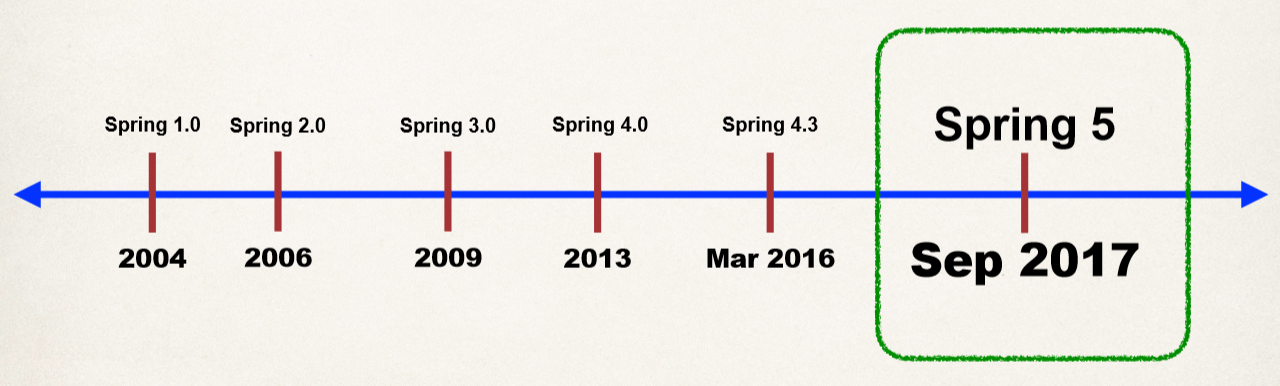 Spring 1.0
Spring 2.0
Spring 3.0
Spring 4.0
Spring 4.3
Spring 5
2004
2006
2009
2013
Mar 2016
Sep 2017